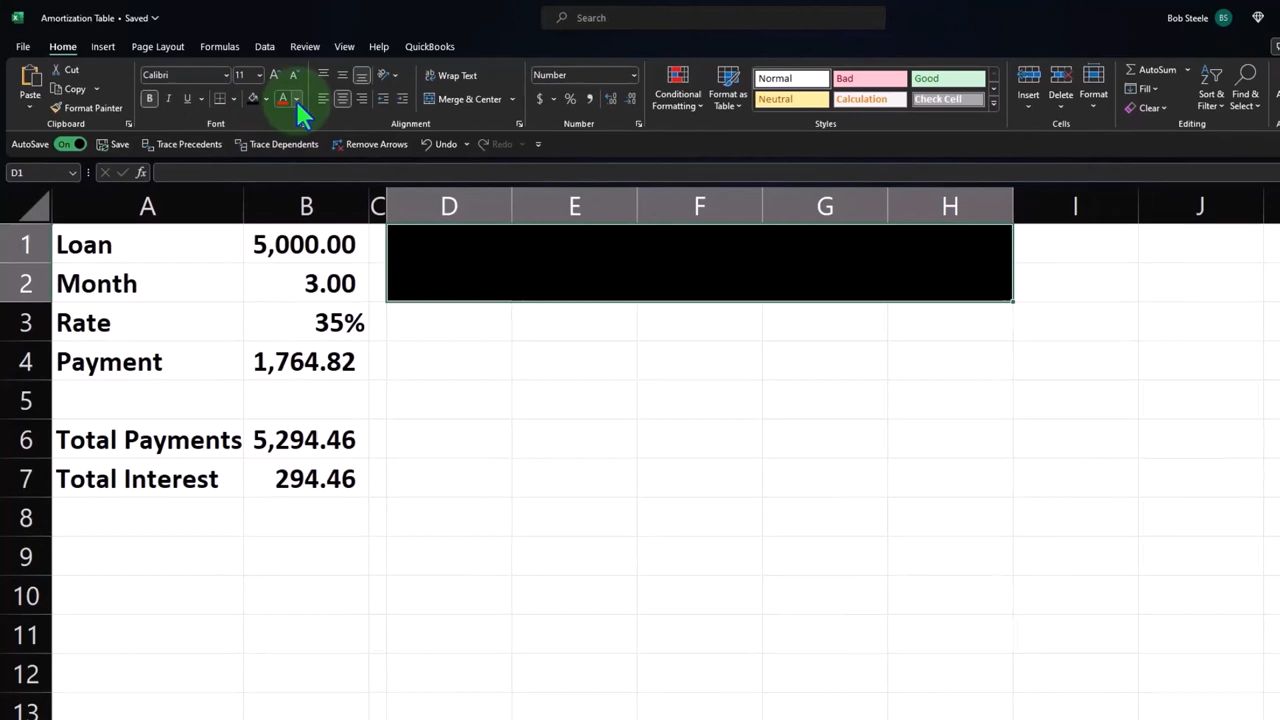 Amortization Table • Saved
Search
Bob Steele BS
File Home Insert Page Layout Formulas Data Review View Help QuickBooks
Paste
Cut
Copy
Format Painter
Clipboard
Calibri 11
B I U A
Font
Wrap Text
Merge & Center
Alignment
Number
$ % ,
Number
Conditional Formatting
Format as Table
Normal Bad Good
Neutral Calculation Check Cell
Styles
Insert Delete Format
Cells
AutoSum
Fill
Clear
Sort & Filter
Find & Select
Editing
AutoSave On Save Trace Precedents Trace Dependents Remove Arrows Undo Redo
D1 fx
A B C D E F G H I J
1 Loan 5,000.00
2 Month 3.00
3 Rate 35%
4 Payment 1,764.82
5
6 Total Payments 5,294.46
7 Total Interest 294.46
8
9
10
11
12
13